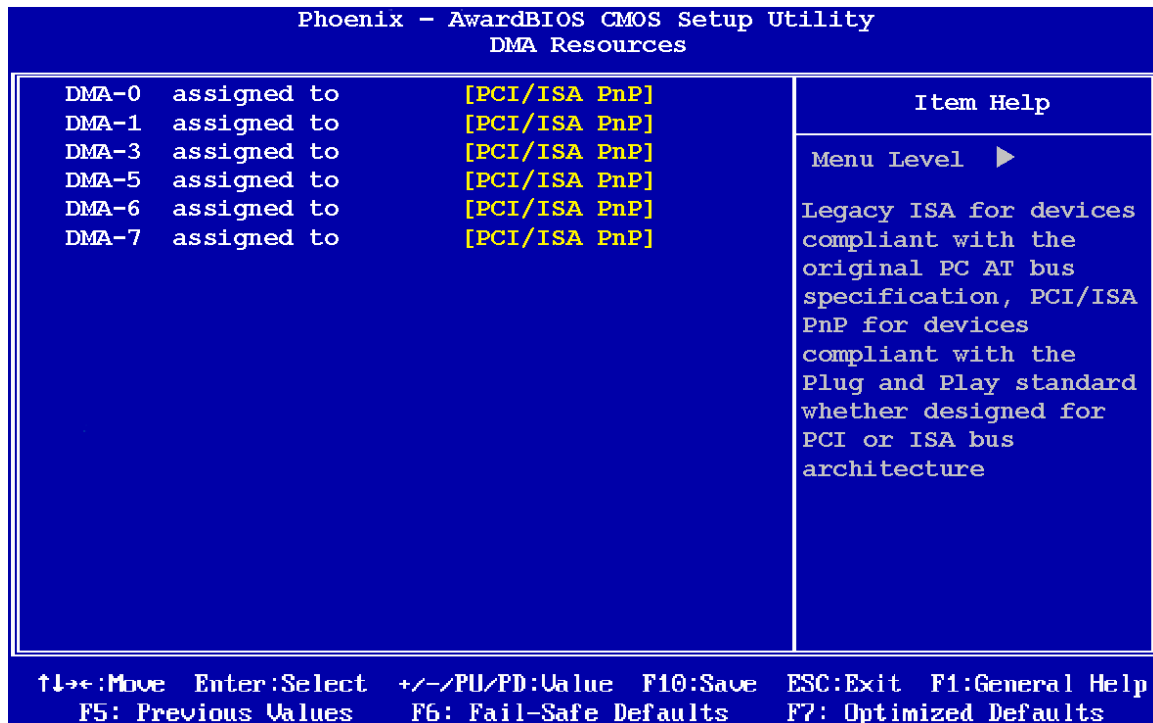 Phoenix – AwardBIOS CMOS Setup Utility
DMA Resources
DMA-0 assigned to [PCI/ISA PnP]
DMA-1 assigned to [PCI/ISA PnP]
DMA-3 assigned to [PCI/ISA PnP]
DMA-5 assigned to [PCI/ISA PnP]
DMA-6 assigned to [PCI/ISA PnP]
DMA-7 assigned to [PCI/ISA PnP]
Item Help
Menu Level ▶
Legacy ISA for devices
compliant with the
original PC AT bus
specification, PCI/ISA
PnP for devices
compliant with the
Plug and Play standard
whether designed for
PCI or ISA bus
architecture
↑↓→←:Move Enter:Select +/-/PU/PD:Value F10:Save ESC:Exit F1:General Help
F5: Previous Values F6: Fail-Safe Defaults F7: Optimized Defaults